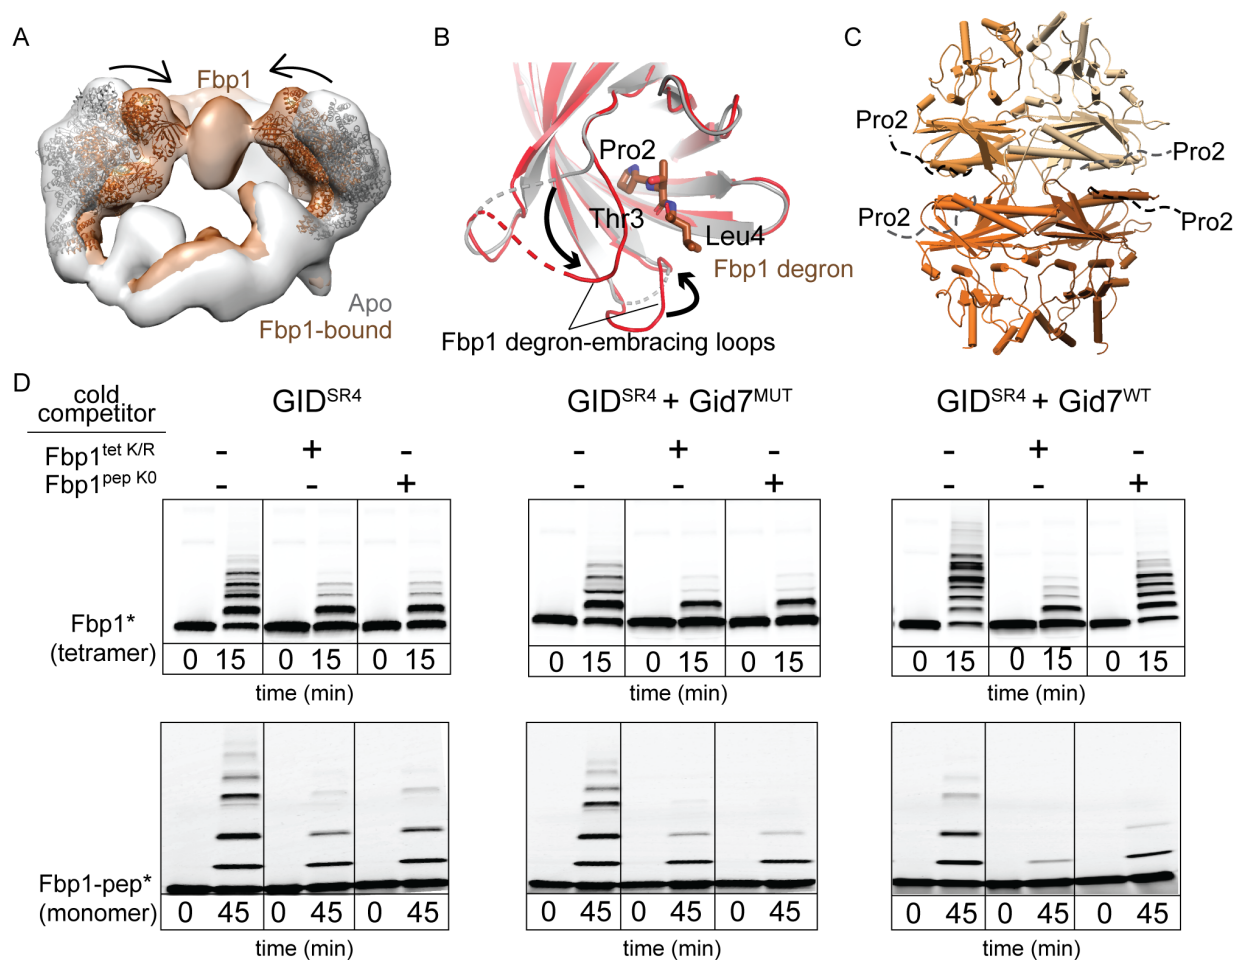 A
Fbp1
Apo
Fbp1-bound
B
Pro2
Thr3
Leu4
Fbp1 degron
Fbp1 degron-embracing loops
C
Pro2
Pro2
Pro2
Pro2
D
cold competitor
GID^SR4
GID^SR4 + Gid7^MUT
GID^SR4 + Gid7^WT
Fbp1^tet K/R - + - - + - - + -
Fbp1^pep K0 - - + - - + - - +
Fbp1*
(tetramer)
0 15 0 15 0 15
time (min)
0 15 0 15 0 15
time (min)
0 15 0 15 0 15
time (min)
Fbp1-pep*
(monomer)
0 45 0 45 0 45
time (min)
0 45 0 45 0 45
time (min)
0 45 0 45 0 45
time (min)